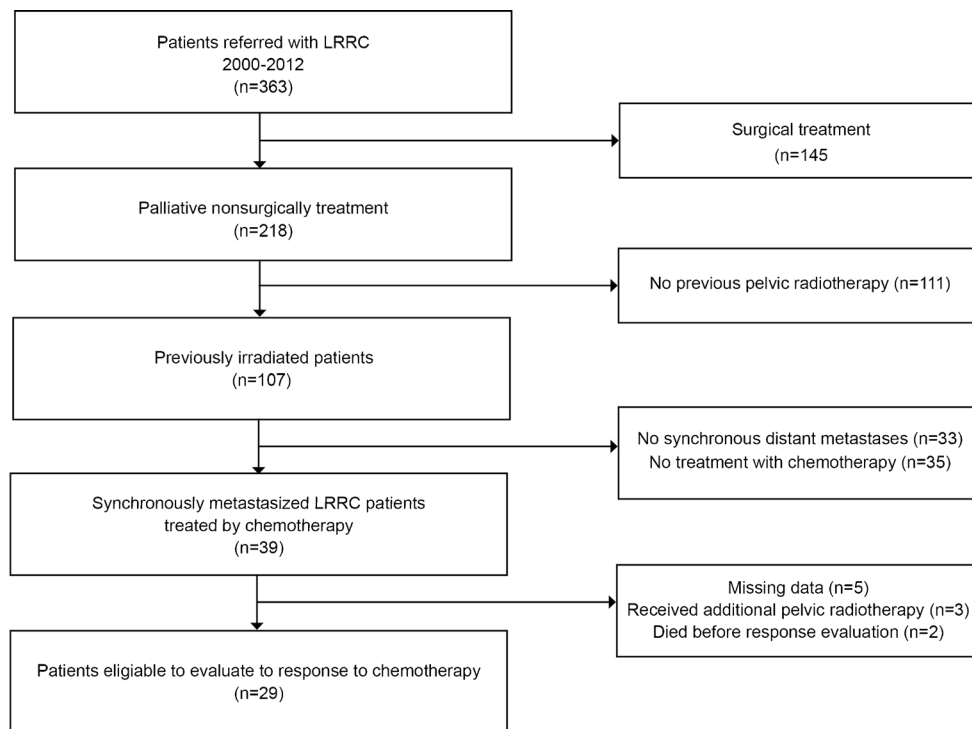 Patients referred with LRRC
2000-2012
(n=363)
Surgical treatment
(n=145
Palliative nonsurgically treatment
(n=218)
No previous pelvic radiotherapy (n=111)
Previously irradiated patients
(n=107)
No synchronous distant metastases (n=33)
No treatment with chemotherapy (n=35)
Synchronously metastasized LRRC patients
treated by chemotherapy
(n=39)
Missing data (n=5)
Received additional pelvic radiotherapy (n=3)
Died before response evaluation (n=2)
Patients eligible to evaluate to response to chemotherapy
(n=29)